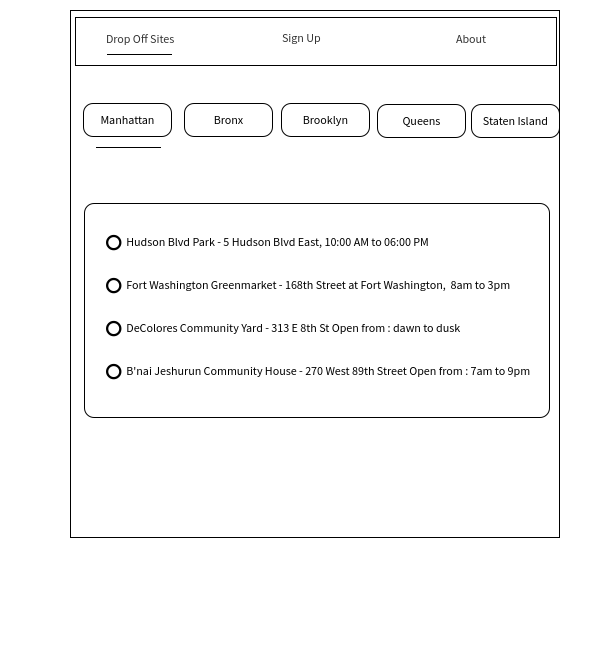 Drop Off Sites Sign Up About
Manhattan Bronx Brooklyn Queens Staten Island
Hudson Blvd Park - 5 Hudson Blvd East, 10:00 AM to 06:00 PM
Fort Washington Greenmarket - 168th Street at Fort Washington,  8am to 3pm
DeColores Community Yard - 313 E 8th St Open from : dawn to dusk
B'nai Jeshurun Community House - 270 West 89th Street Open from : 7am to 9pm